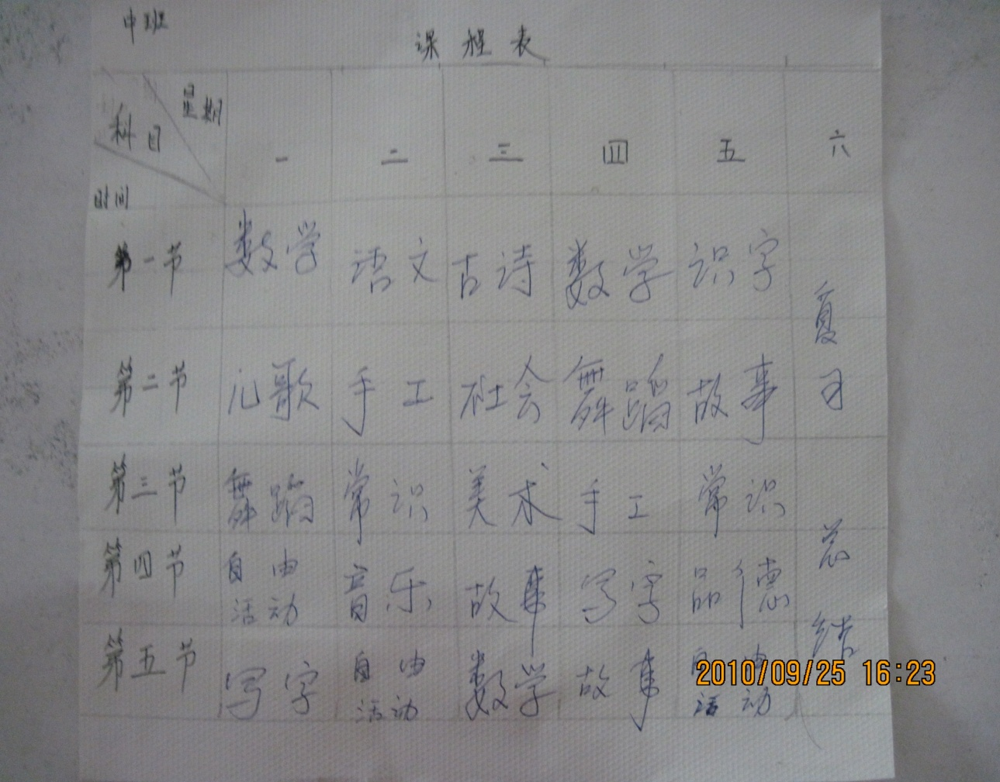 中班
课程表
星期
科目
时间
一 二 三 四 五 六
第一节 数学 语文 古诗 数学 识字
第二节 儿歌 手工 社会 舞蹈 故事
复习
第三节 舞蹈 常识 美术 手工 常识
第四节 自由活动 音乐 故事 写字 品德
总结
第五节 写字 自由活动 数学 故事 自由活动
2010/09/25 16:23